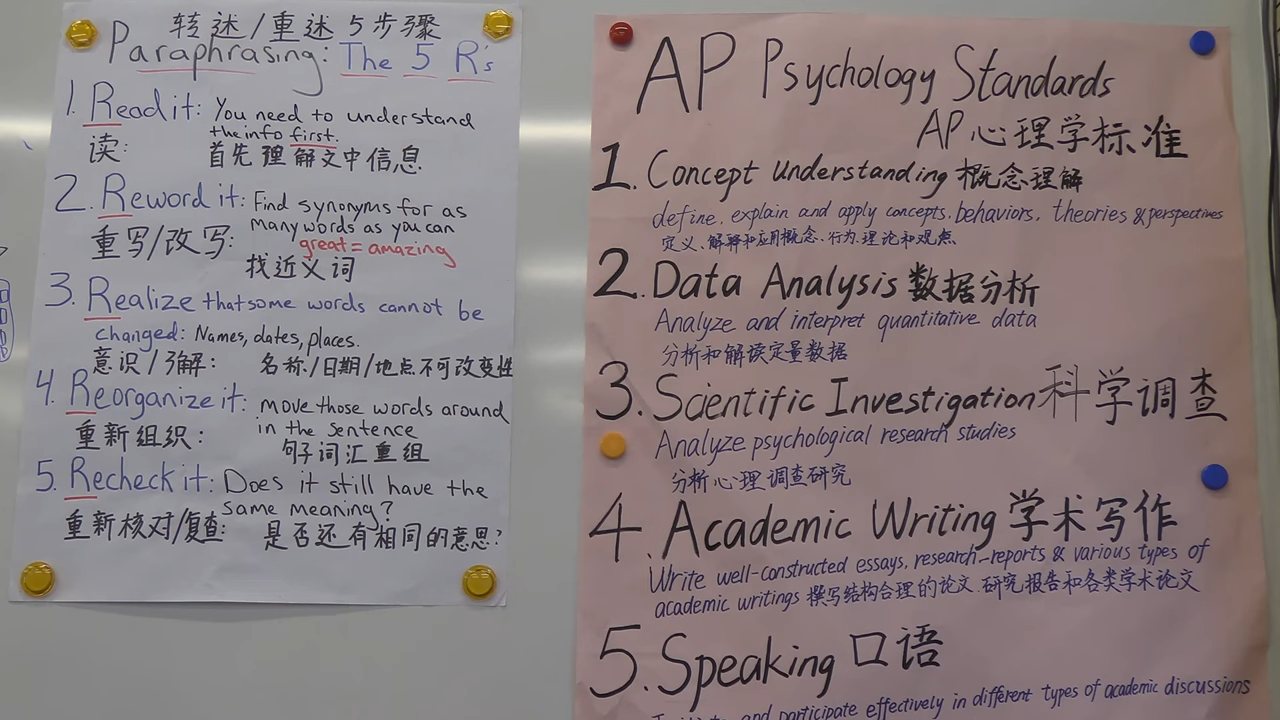 转述/重述 5步骤
Paraphrasing: The 5 R's
1. Read it: You need to understand
the info first.
读: 首先理解文中信息
2. Reword it: Find synonyms for as
many words as you can
重写/改写: great = amazing
找近义词
3. Realize that some words cannot be
changed: Names, dates, places.
意识/了解: 名称/日期/地点不可改变性
4. Reorganize it: move those words around
in the sentence
重新组织: 句子词汇重组
5. Recheck it: Does it still have the
same meaning?
重新核对/复查: 是否还有相同的意思?
AP Psychology Standards
AP心理学标准
1. Concept Understanding 概念理解
define, explain and apply concepts, behaviors, theories & perspectives
定义、解释和应用概念、行为、理论和观点
2. Data Analysis 数据分析
Analyze and interpret quantitative data
分析和解读定量数据
3. Scientific Investigation 科学调查
Analyze psychological research studies
分析心理调查研究
4. Academic Writing 学术写作
Write well-constructed essays, research-reports & various types of
academic writings 撰写结构合理的论文、研究报告和各类学术论文
5. Speaking 口语
and participate effectively in different types of academic discussions